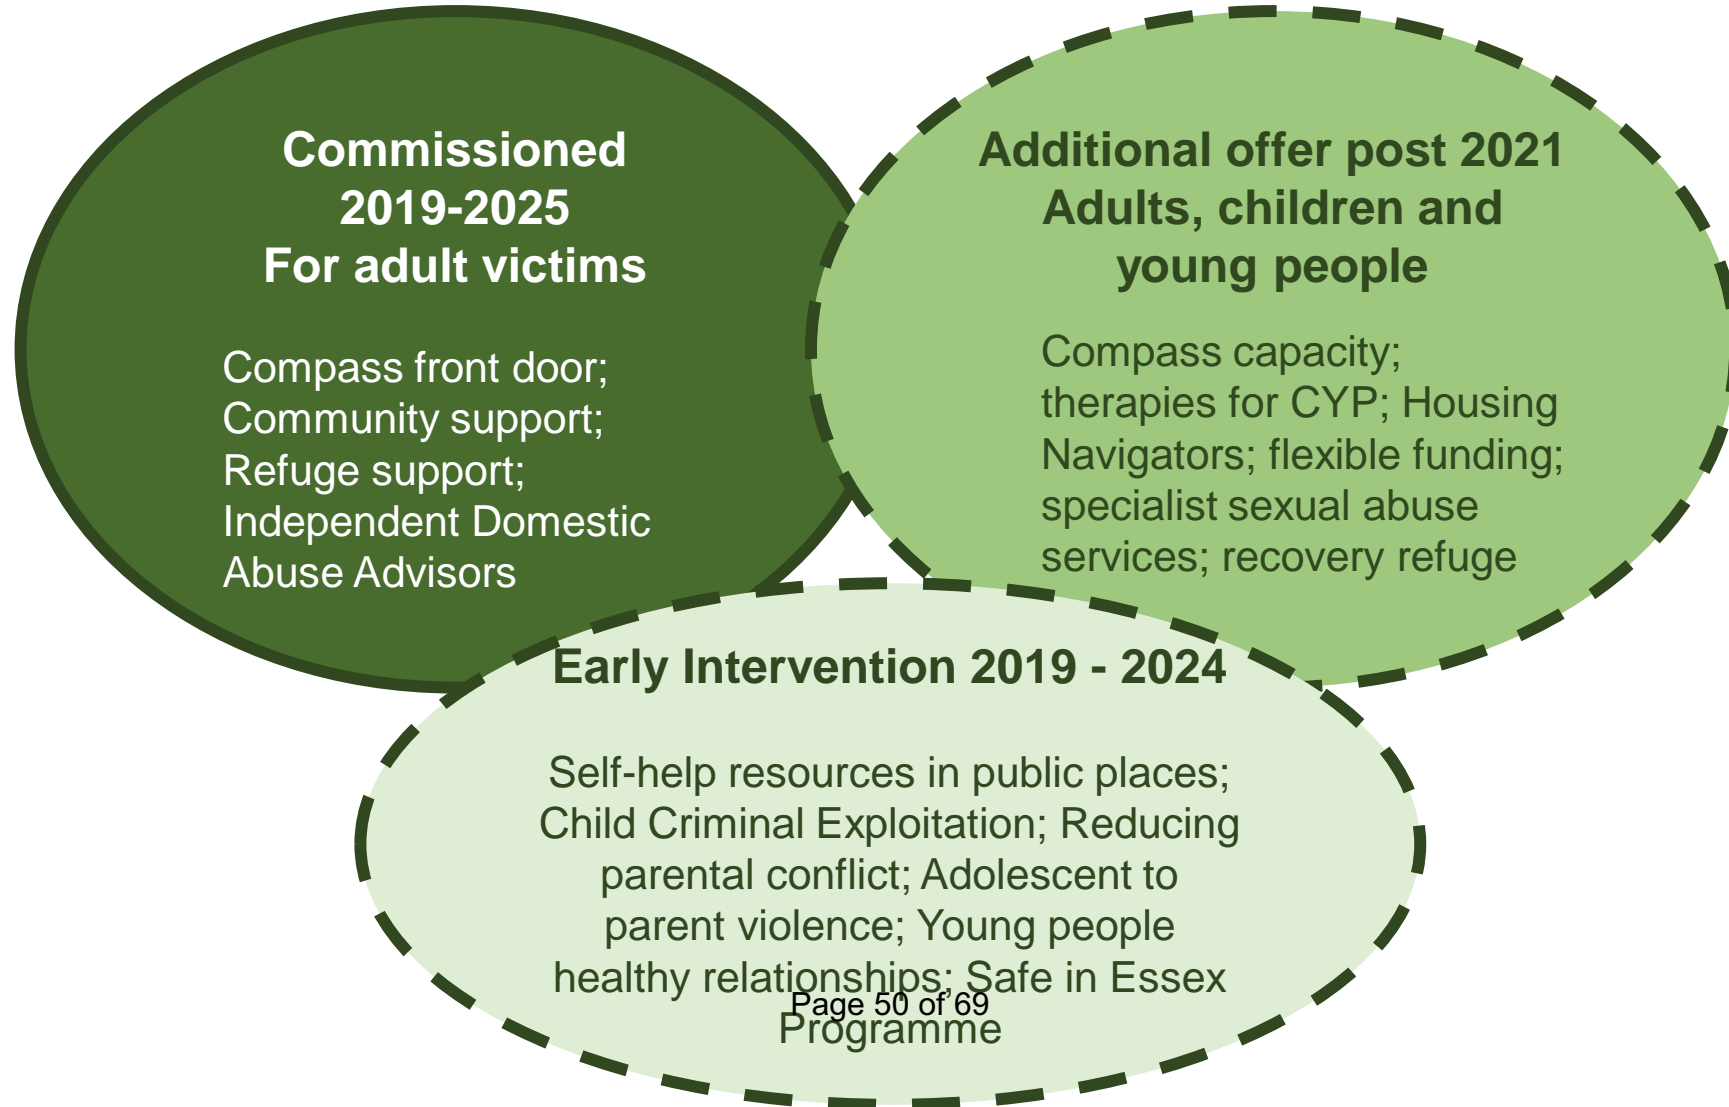 Commissioned
2019-2025
For adult victims
Compass front door;
Community support;
Refuge support;
Independent Domestic
Abuse Advisors
Additional offer post 2021
Adults, children and
young people
Compass capacity;
therapies for CYP; Housing
Navigators; flexible funding;
specialist sexual abuse
services; recovery refuge
Early Intervention 2019 - 2024
Self-help resources in public places;
Child Criminal Exploitation; Reducing
parental conflict; Adolescent to
parent violence; Young people
healthy relationships; Safe in Essex
Programme
Page 50 of 69